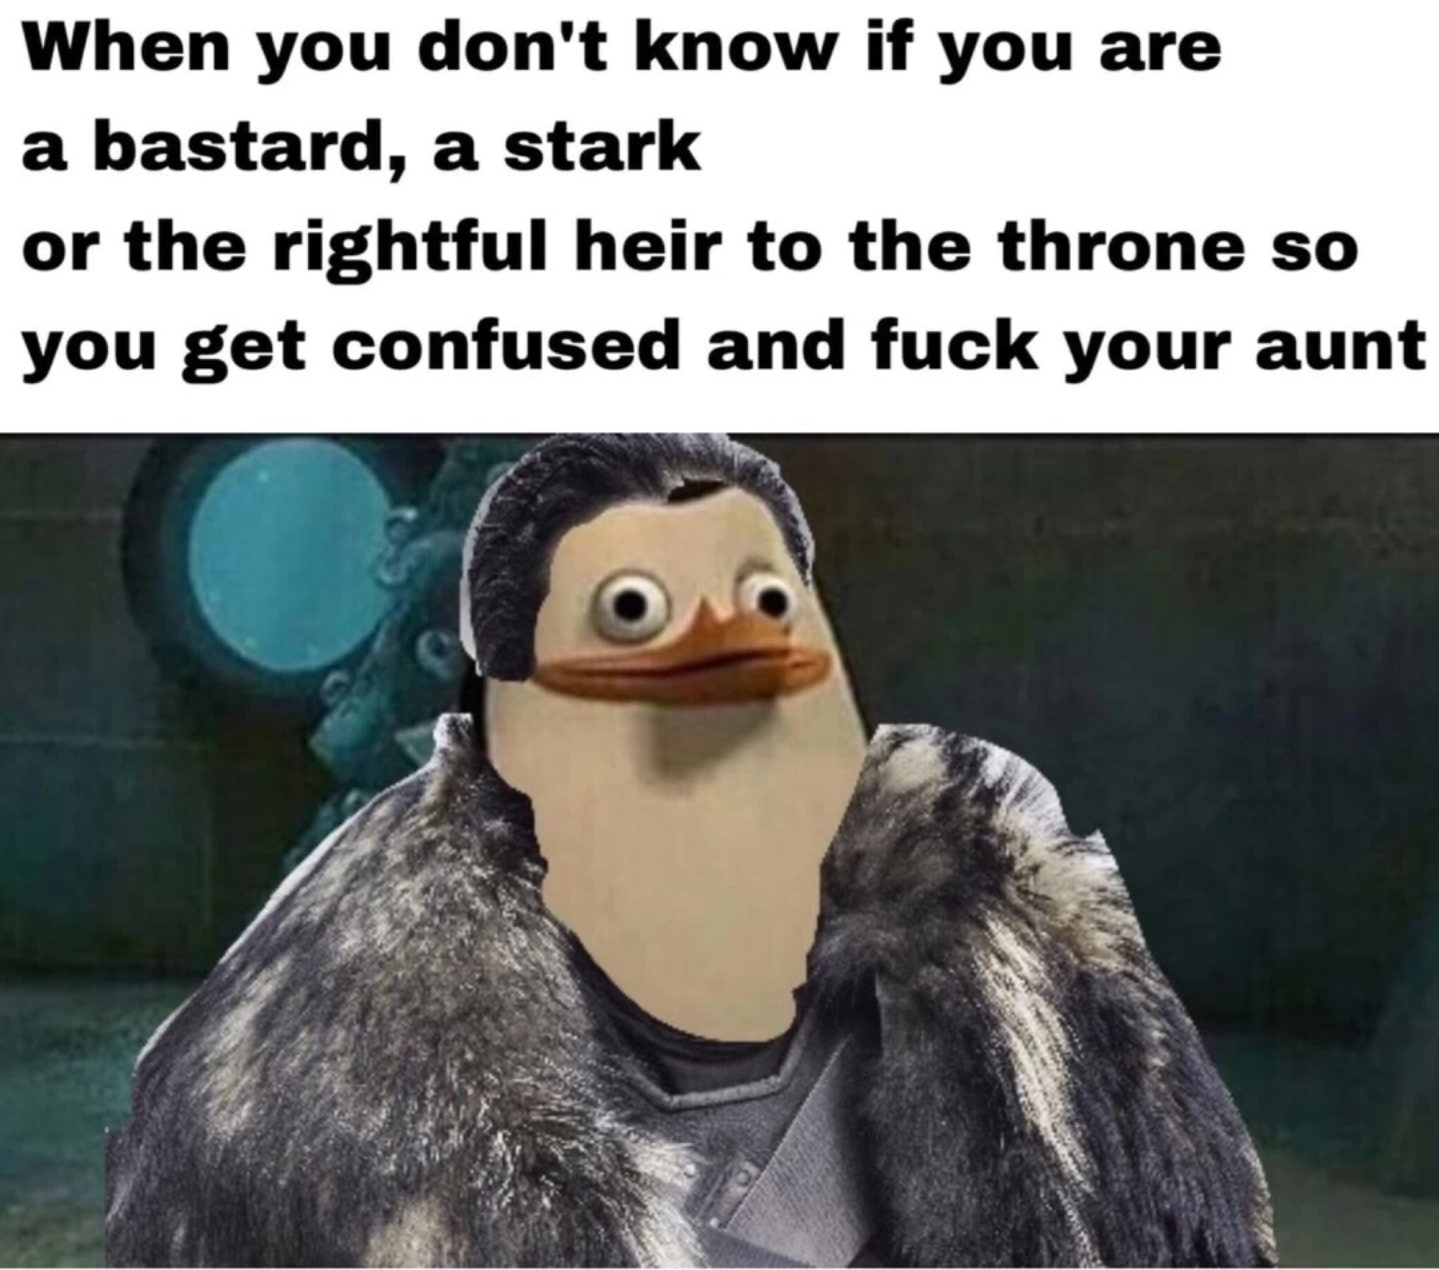 When you don't know if you are
a bastard, a stark
or the rightful heir to the throne so
you get confused and fuck your aunt